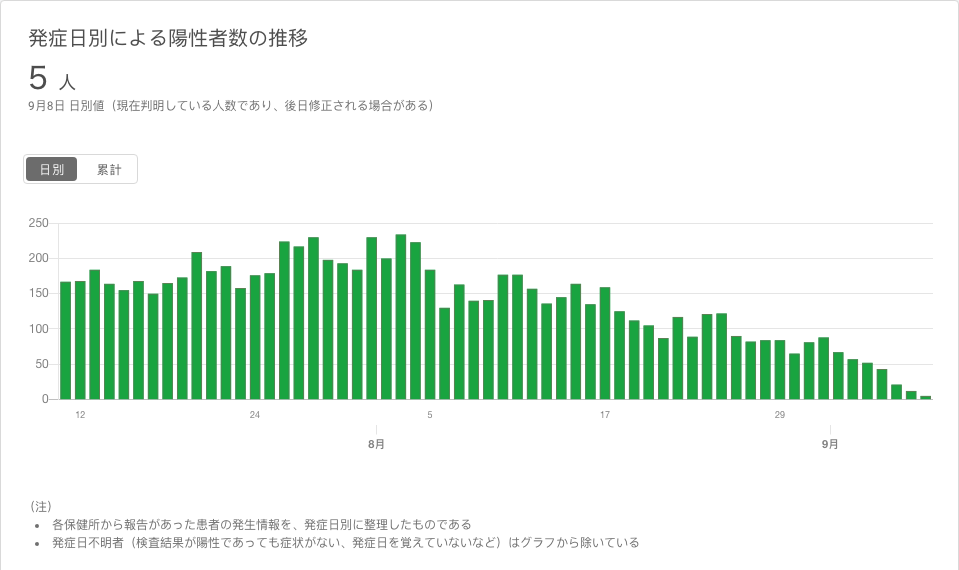 発症日別による陽性者数の推移
5 人
9月8日 日別値（現在判明している人数であり、後日修正される場合がある）
日別 累計
250
200
150
100
50
0
12 24 5 17 29
8月 9月
（注）
• 各保健所から報告があった患者の発生情報を、発症日別に整理したものである
• 発症日不明者（検査結果が陽性であっても症状がない、発症日を覚えていないなど）はグラフから除いている